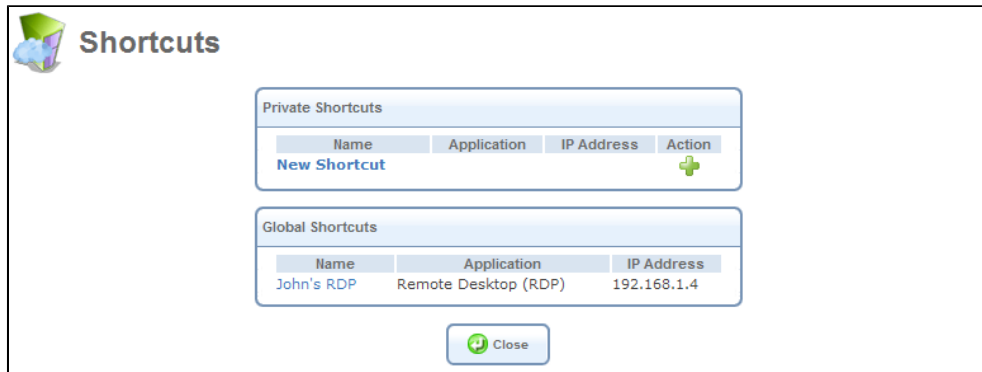 Shortcuts
Private Shortcuts
Name Application IP Address Action
New Shortcut
Global Shortcuts
Name Application IP Address
John's RDP Remote Desktop (RDP) 192.168.1.4
Close